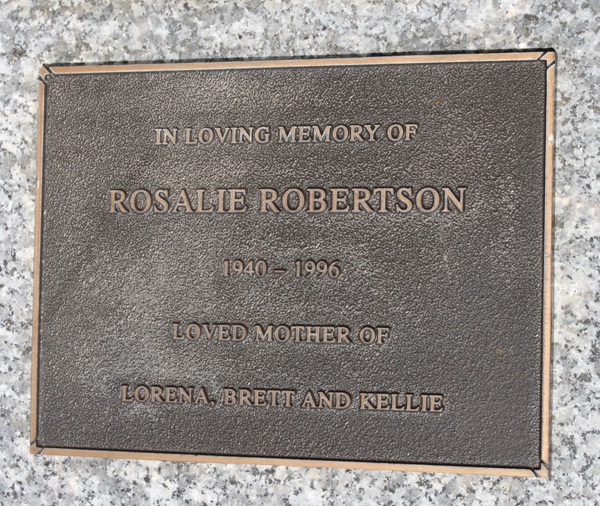 IN LOVING MEMORY OF
ROSALIE ROBERTSON
1940 – 1996
LOVED MOTHER OF
LORENA, BRETT AND KELLIE